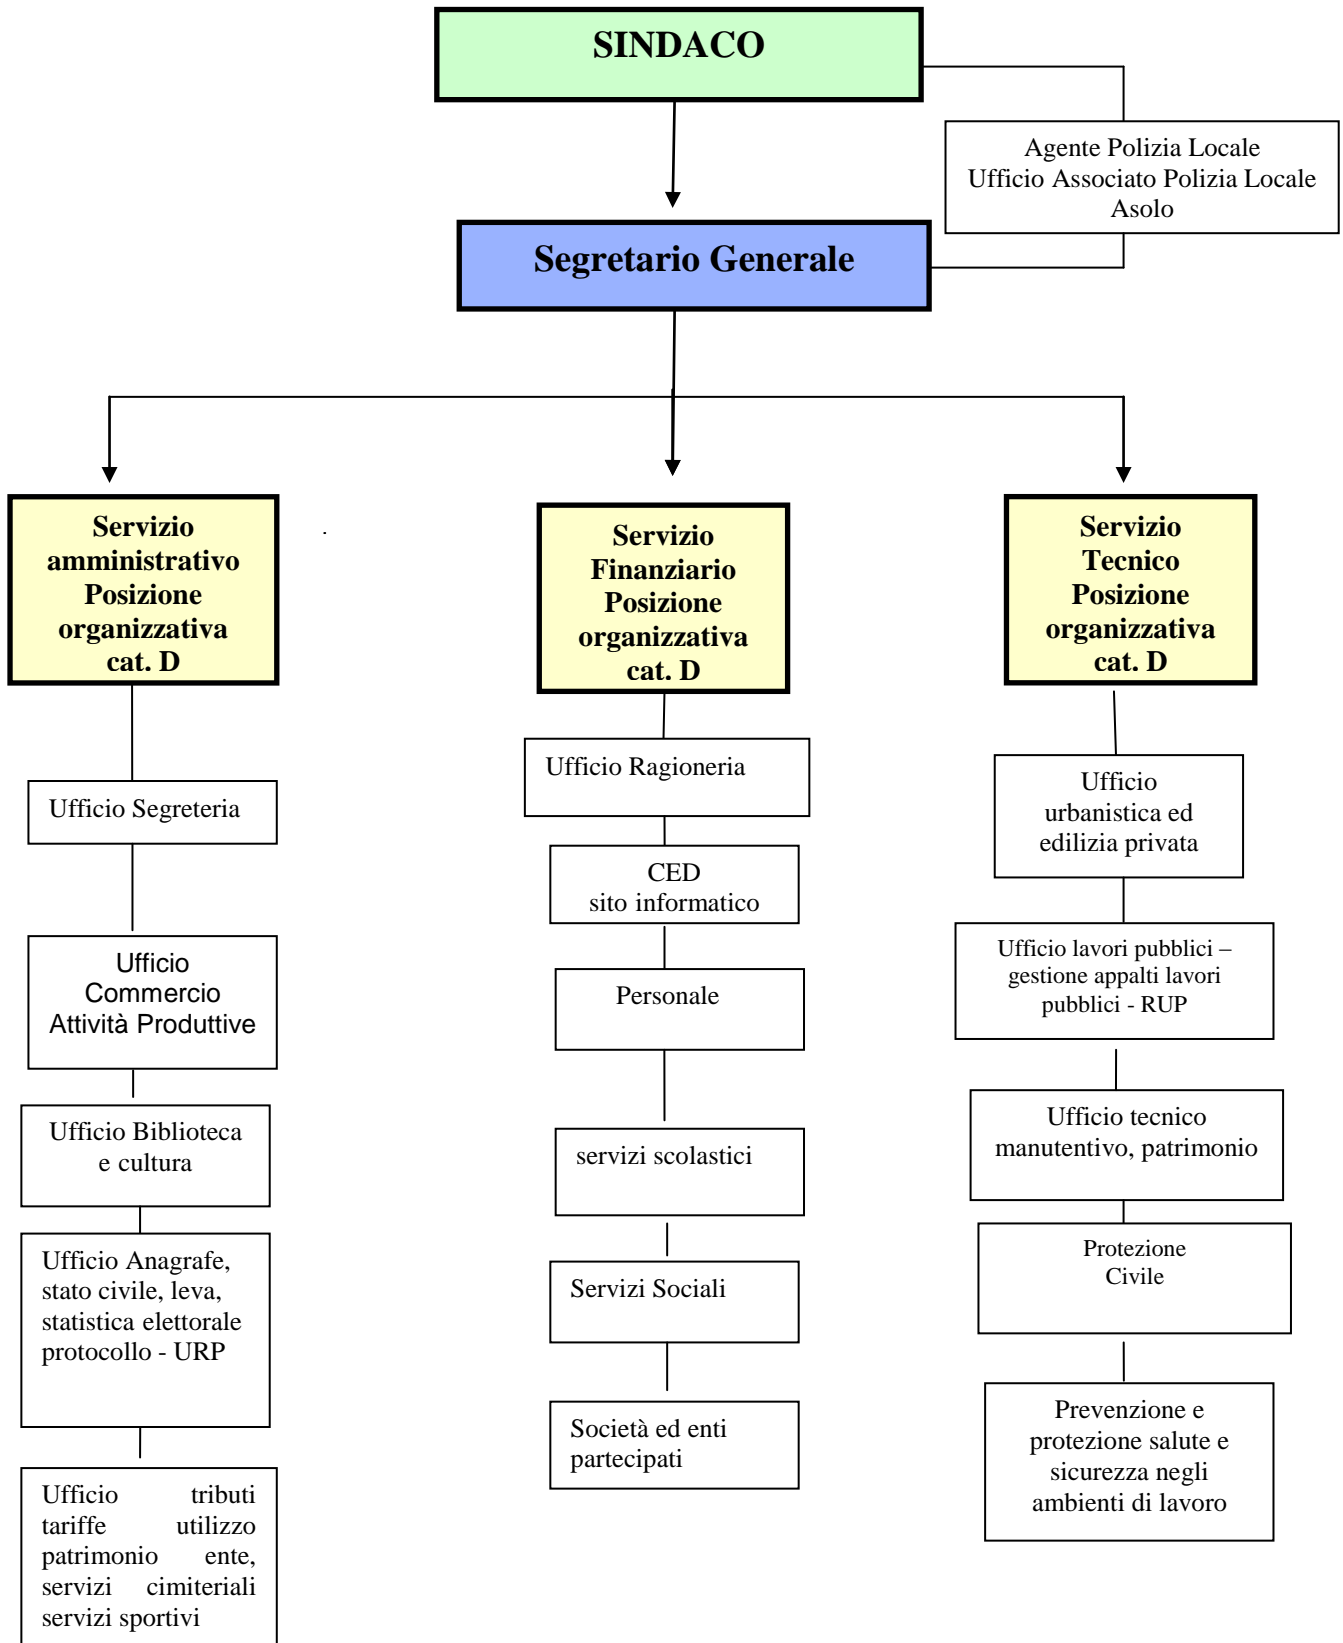 SINDACO
Agente Polizia Locale
Ufficio Associato Polizia Locale
Asolo
Segretario Generale
Servizio
amministrativo
Posizione
organizzativa
cat. D
.
Servizio
Finanziario
Posizione
organizzativa
cat. D
Servizio
Tecnico
Posizione
organizzativa
cat. D
Ufficio Segreteria
Ufficio
Commercio
Attività Produttive
Ufficio Biblioteca
e cultura
Ufficio Anagrafe,
stato civile, leva,
statistica elettorale
protocollo - URP
Ufficio tributi
tariffe utilizzo
patrimonio ente,
servizi cimiteriali
servizi sportivi
Ufficio Ragioneria
CED
sito informatico
Personale
servizi scolastici
Servizi Sociali
Società ed enti
partecipati
Ufficio
urbanistica ed
edilizia privata
Ufficio lavori pubblici –
gestione appalti lavori
pubblici - RUP
Ufficio tecnico
manutentivo, patrimonio
Protezione
Civile
Prevenzione e
protezione salute e
sicurezza negli
ambienti di lavoro